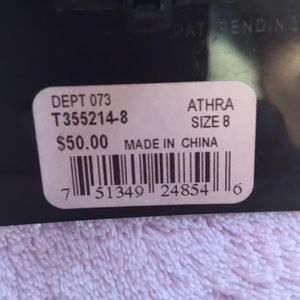 PAT. PENDING
DEPT 073 ATHRA
T355214-8 SIZE 8
$50.00 MADE IN CHINA
7 51349 24854 6